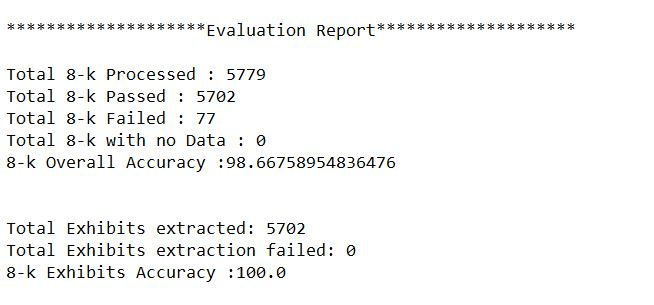 ********************Evaluation Report********************
Total 8-k Processed : 5779
Total 8-k Passed : 5702
Total 8-k Failed : 77
Total 8-k with no Data : 0
8-k Overall Accuracy :98.66758954836476
Total Exhibits extracted: 5702
Total Exhibits extraction failed: 0
8-k Exhibits Accuracy :100.0